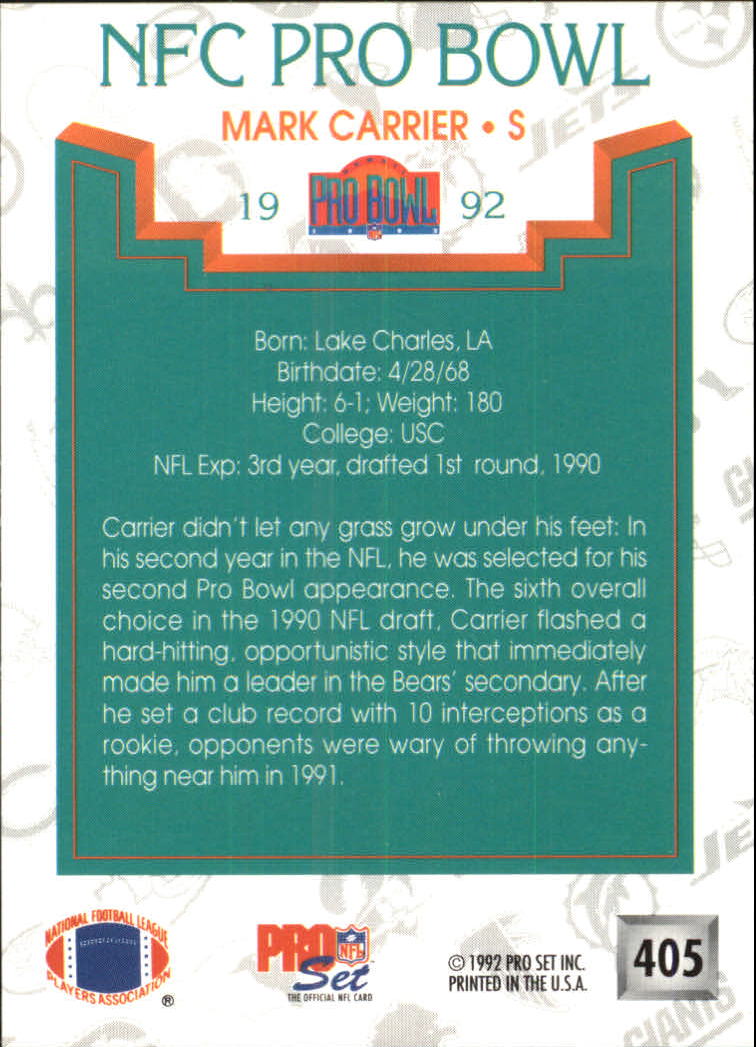 NFC PRO BOWL
MARK CARRIER • S
19 92
HAWAII
PRO BOWL
1992
NFL
Born: Lake Charles, LA
Birthdate: 4/28/68
Height: 6-1; Weight: 180
College: USC
NFL Exp: 3rd year, drafted 1st round, 1990
Carrier didn't let any grass grow under his feet: In
his second year in the NFL, he was selected for his
second Pro Bowl appearance. The sixth overall
choice in the 1990 NFL draft, Carrier flashed a
hard-hitting, opportunistic style that immediately
made him a leader in the Bears' secondary. After
he set a club record with 10 interceptions as a
rookie, opponents were wary of throwing any-
thing near him in 1991.
NATIONAL FOOTBALL LEAGUE
PLAYERS ASSOCIATION
®
PRO
NFL
Set
THE OFFICIAL NFL CARD
© 1992 PRO SET INC.
PRINTED IN THE U.S.A.
405
JETS
JETS
GIANTS